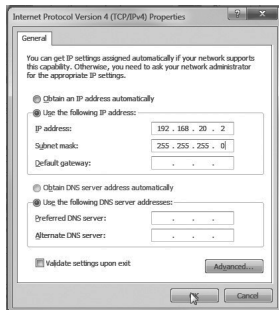 Internet Protocol Version 4 (TCP/IPv4) Properties
General
You can get IP settings assigned automatically if your network supports
this capability. Otherwise, you need to ask your network administrator
for the appropriate IP settings.
Obtain an IP address automatically
Use the following IP address:
IP address: 192 . 168 . 20 . 2
Subnet mask: 255 . 255 . 255 . 0
Default gateway: . . .
Obtain DNS server address automatically
Use the following DNS server addresses:
Preferred DNS server: . . .
Alternate DNS server: . . .
Validate settings upon exit
Advanced...
OK
Cancel